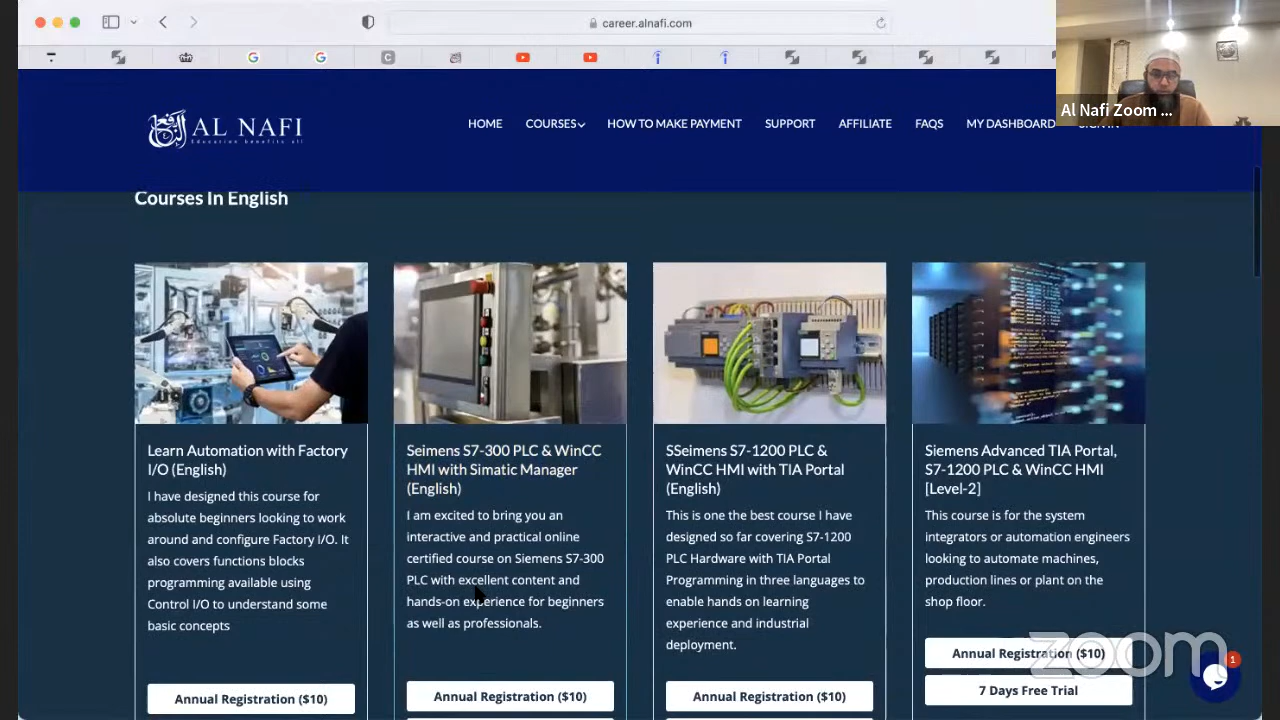 career.alnafi.com
Al Nafi Zoom ...
AL NAFI
Education benefits all
HOME
COURSES
HOW TO MAKE PAYMENT
SUPPORT
AFFILIATE
FAQS
MY DASHBOARD
SIGN IN
Courses In English
Learn Automation with Factory
I/O (English)
I have designed this course for
absolute beginners looking to work
around and configure Factory I/O. It
also covers functions blocks
programming available using
Control I/O to understand some
basic concepts
Annual Registration ($10)
Seimens S7-300 PLC & WinCC
HMI with Simatic Manager
(English)
I am excited to bring you an
interactive and practical online
certified course on Siemens S7-300
PLC with excellent content and
hands-on experience for beginners
as well as professionals.
Annual Registration ($10)
SSeimens S7-1200 PLC &
WinCC HMI with TIA Portal
(English)
This is one the best course I have
designed so far covering S7-1200
PLC Hardware with TIA Portal
Programming in three languages to
enable hands on learning
experience and industrial
deployment.
Annual Registration ($10)
Siemens Advanced TIA Portal,
S7-1200 PLC & WinCC HMI
[Level-2]
This course is for the system
integrators or automation engineers
looking to automate machines,
production lines or plant on the
shop floor.
Annual Registration ($10)
7 Days Free Trial
zoom
1